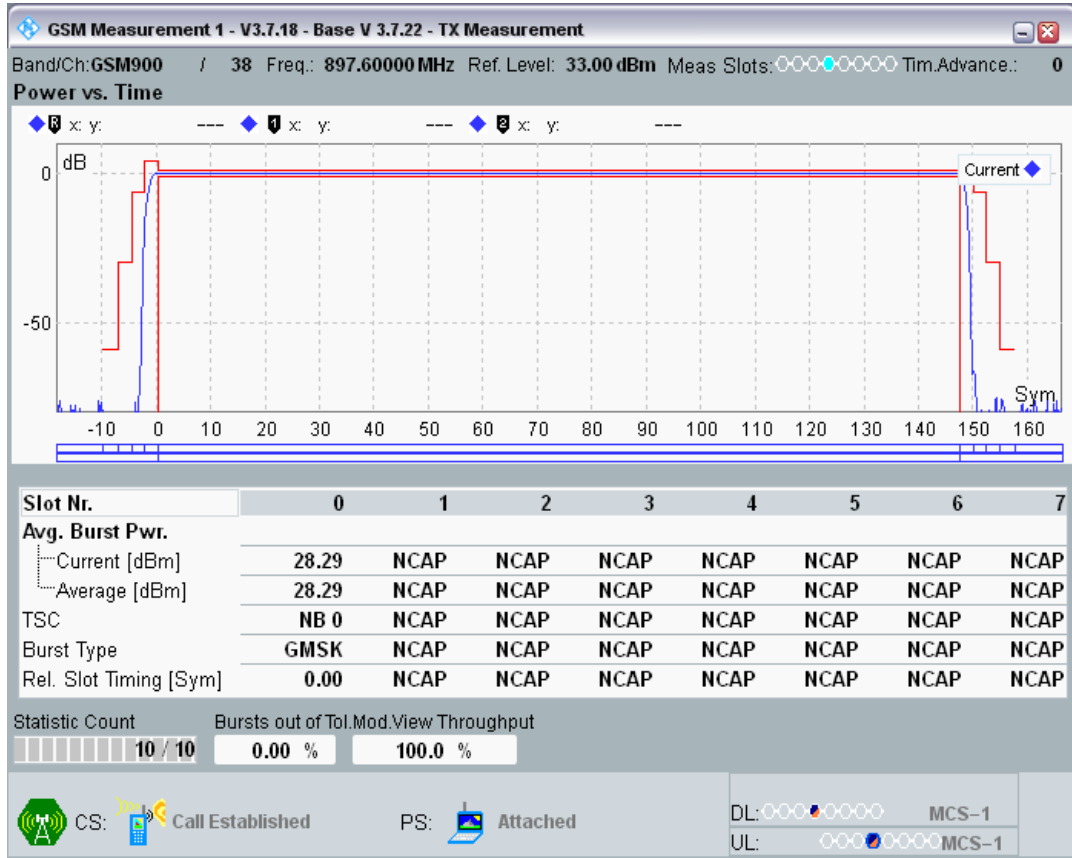 GSM Measurement 1 - V3.7.18 - Base V 3.7.22 - TX Measurement
Band/Ch:GSM900 / 38 Freq.: 897.60000 MHz Ref. Level: 33.00 dBm Meas Slots: Tim.Advance.: 0
Power vs. Time
R x: y: --- 1 x: y: --- 2 x: y: ---
dB
0
Current
-50
Sym
-10 0 10 20 30 40 50 60 70 80 90 100 110 120 130 140 150 160
Slot Nr. 0 1 2 3 4 5 6 7
Avg. Burst Pwr.
Current [dBm] 28.29 NCAP NCAP NCAP NCAP NCAP NCAP NCAP
Average [dBm] 28.29 NCAP NCAP NCAP NCAP NCAP NCAP NCAP
TSC NB 0 NCAP NCAP NCAP NCAP NCAP NCAP NCAP
Burst Type GMSK NCAP NCAP NCAP NCAP NCAP NCAP NCAP
Rel. Slot Timing [Sym] 0.00 NCAP NCAP NCAP NCAP NCAP NCAP NCAP
Statistic Count Bursts out of Tol.Mod.View Throughput
10 / 10 0.00 % 100.0 %
CS: Call Established PS: Attached
DL: MCS-1
UL: MCS-1